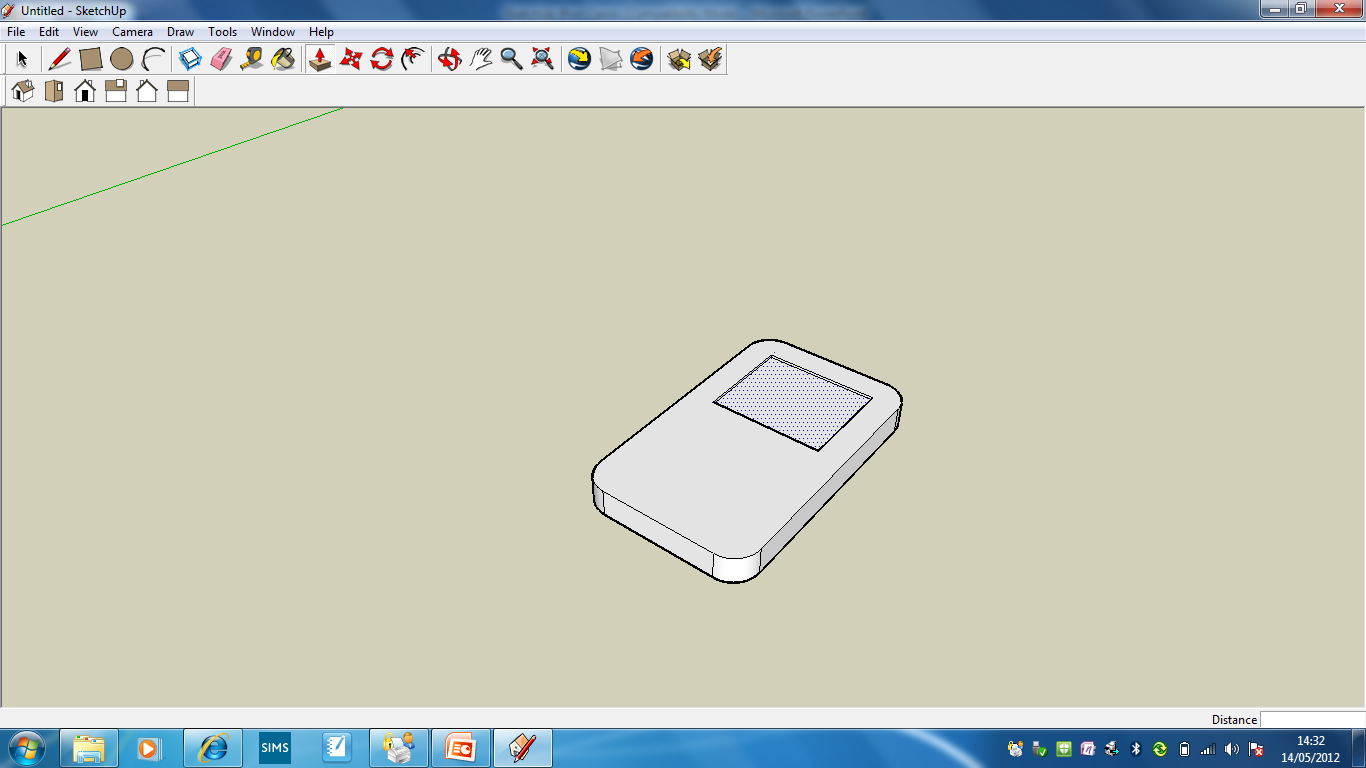 Untitled - SketchUp
File Edit View Camera Draw Tools Window Help
Distance
SIMS
14:32
14/05/2012